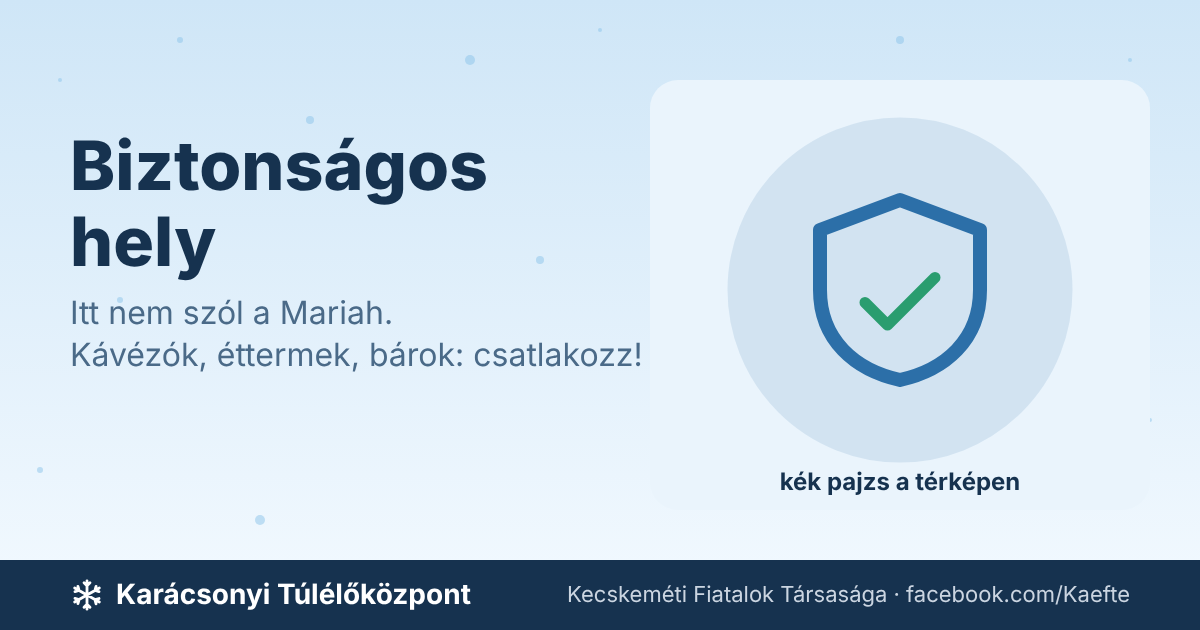 Biztonságos
hely
Itt nem szól a Mariah.
Kávézók, éttermek, bárok: csatlakozz!
kék pajzs a térképen
Karácsonyi Túlélőközpont
Kecskeméti Fiatalok Társasága · facebook.com/Kaefte